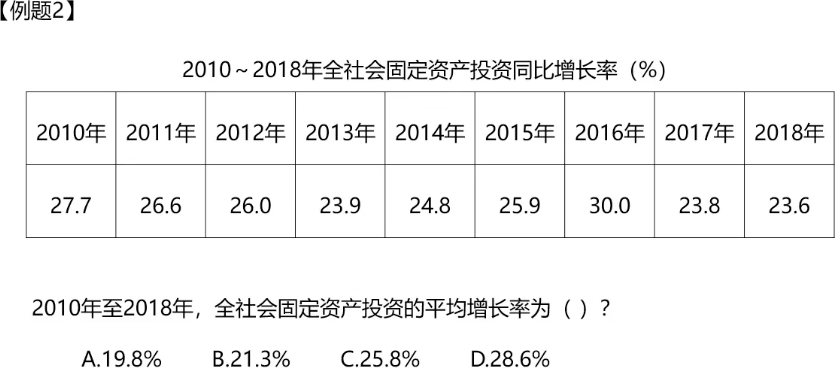 【例题2】
2010～2018年全社会固定资产投资同比增长率（%）
2010年 2011年 2012年 2013年 2014年 2015年 2016年 2017年 2018年
27.7 26.6 26.0 23.9 24.8 25.9 30.0 23.8 23.6
2010年至2018年，全社会固定资产投资的平均增长率为（ ）？
A.19.8% B.21.3% C.25.8% D.28.6%